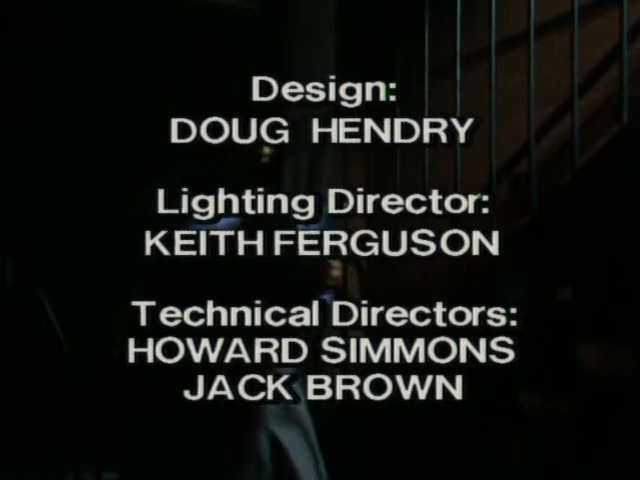 Design:
DOUG HENDRY
Lighting Director:
KEITH FERGUSON
Technical Directors:
HOWARD SIMMONS
JACK BROWN